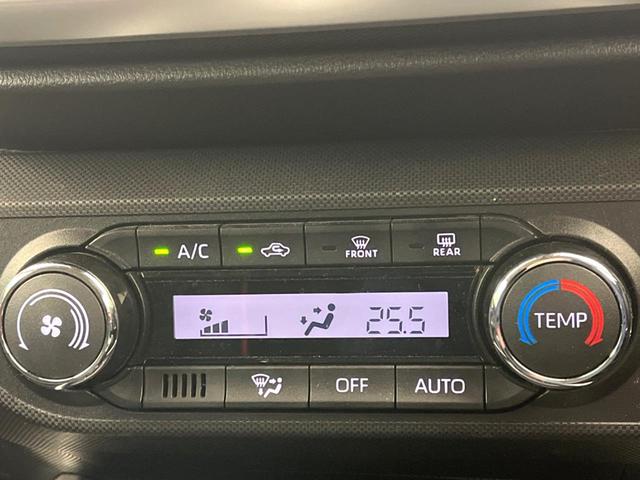 A/C
FRONT
REAR
25.5
TEMP
OFF
AUTO